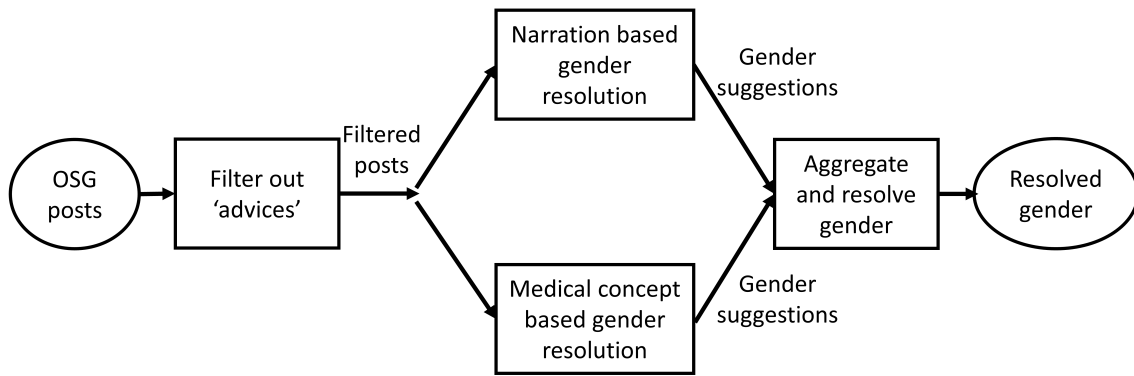 OSG
posts
Filter out
‘advices’
Filtered
posts
Narration based
gender
resolution
Medical concept
based gender
resolution
Gender
suggestions
Gender
suggestions
Aggregate
and resolve
gender
Resolved
gender